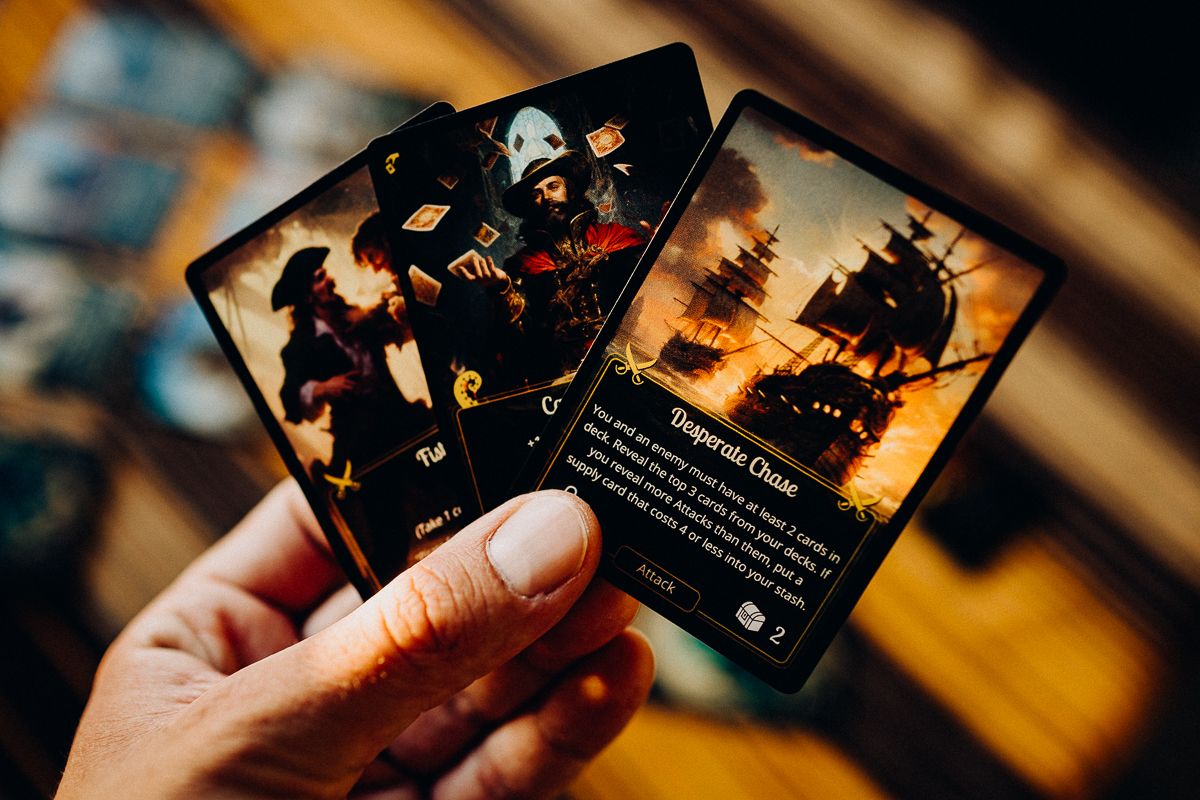 Desperate Chase
You and an enemy must have at least 2 cards in
deck. Reveal the top 3 cards from your decks. If
you reveal more Attacks than them, put a
supply card that costs 4 or less into your stash.
Attack
2
(Take 1